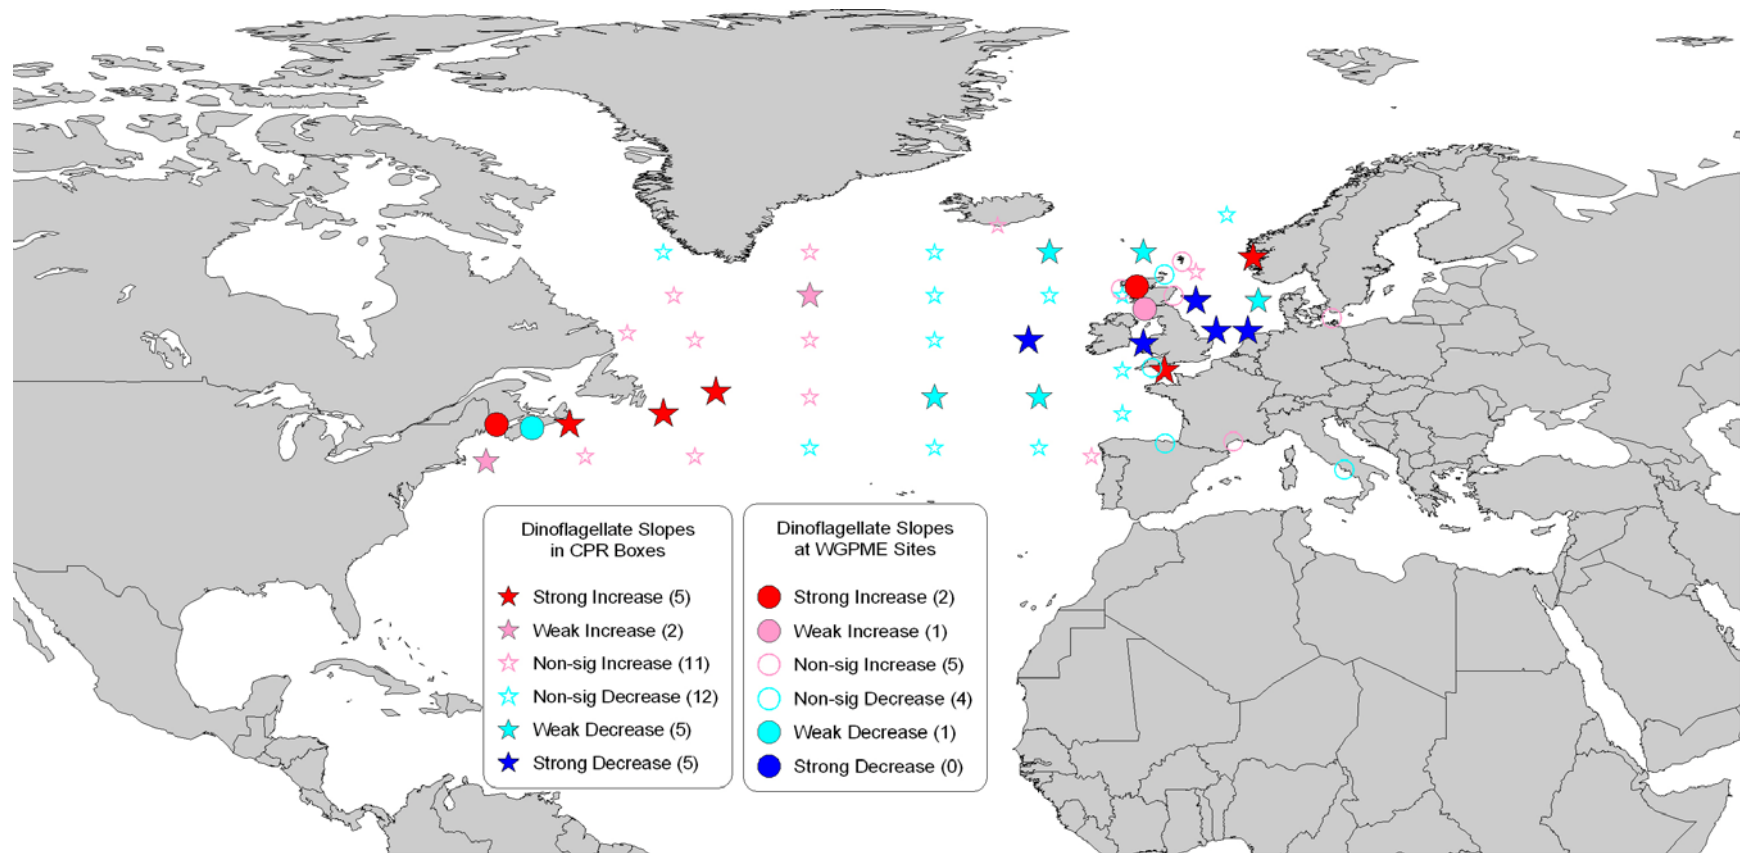 Dinoflagellate Slopes
in CPR Boxes
Strong Increase (5)
Weak Increase (2)
Non-sig Increase (11)
Non-sig Decrease (12)
Weak Decrease (5)
Strong Decrease (5)
Dinoflagellate Slopes
at WGPME Sites
Strong Increase (2)
Weak Increase (1)
Non-sig Increase (5)
Non-sig Decrease (4)
Weak Decrease (1)
Strong Decrease (0)